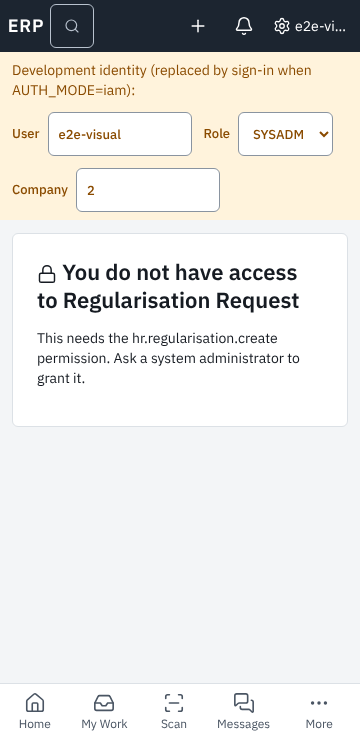 ERP
e2e-vi...
Development identity (replaced by sign-in when
AUTH_MODE=iam):
User e2e-visual Role SYSADM
Company 2
You do not have access
to Regularisation Request
This needs the hr.regularisation.create
permission. Ask a system administrator to
grant it.
Home My Work Scan Messages More